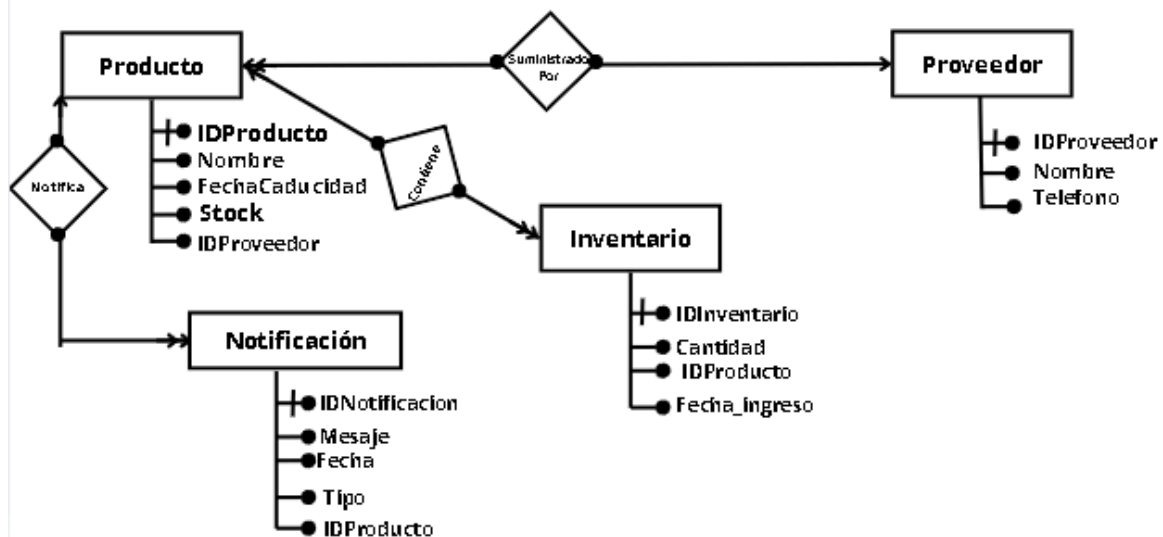 Producto
IDProducto
Nombre
FechaCaducidad
Stock
IDProveedor
Suministrado
Por
Proveedor
IDProveedor
Nombre
Telefono
Notifica
Contiene
Inventario
IDInventario
Cantidad
IDProducto
Fecha_ingreso
Notificación
IDNotificacion
Mesaje
Fecha
Tipo
IDProducto